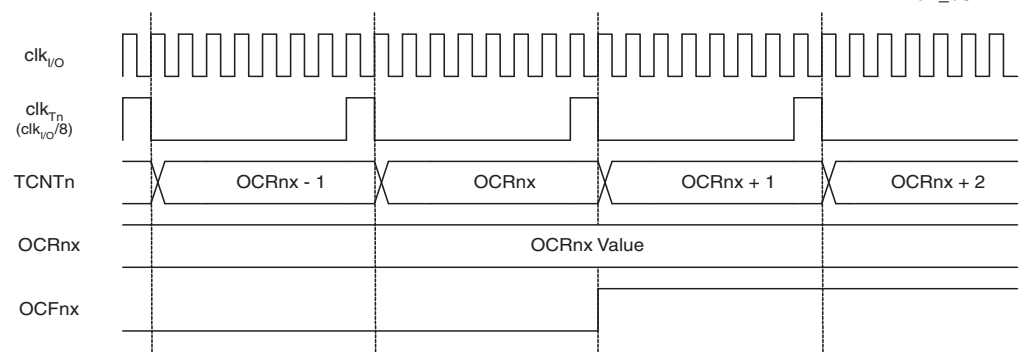 clkI/O
clkTn
(clkI/O/8)
TCNTn OCRnx - 1 OCRnx OCRnx + 1 OCRnx + 2
OCRnx OCRnx Value
OCFnx